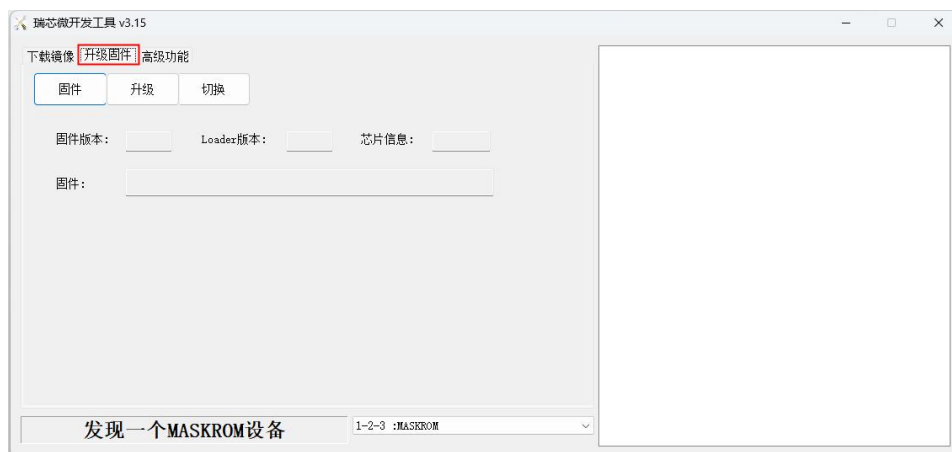 瑞芯微开发工具 v3.15
下载镜像 升级固件 高级功能
固件 升级 切换
固件版本: Loader版本: 芯片信息:
固件:
发现一个MASKROM设备 1-2-3 :MASKROM